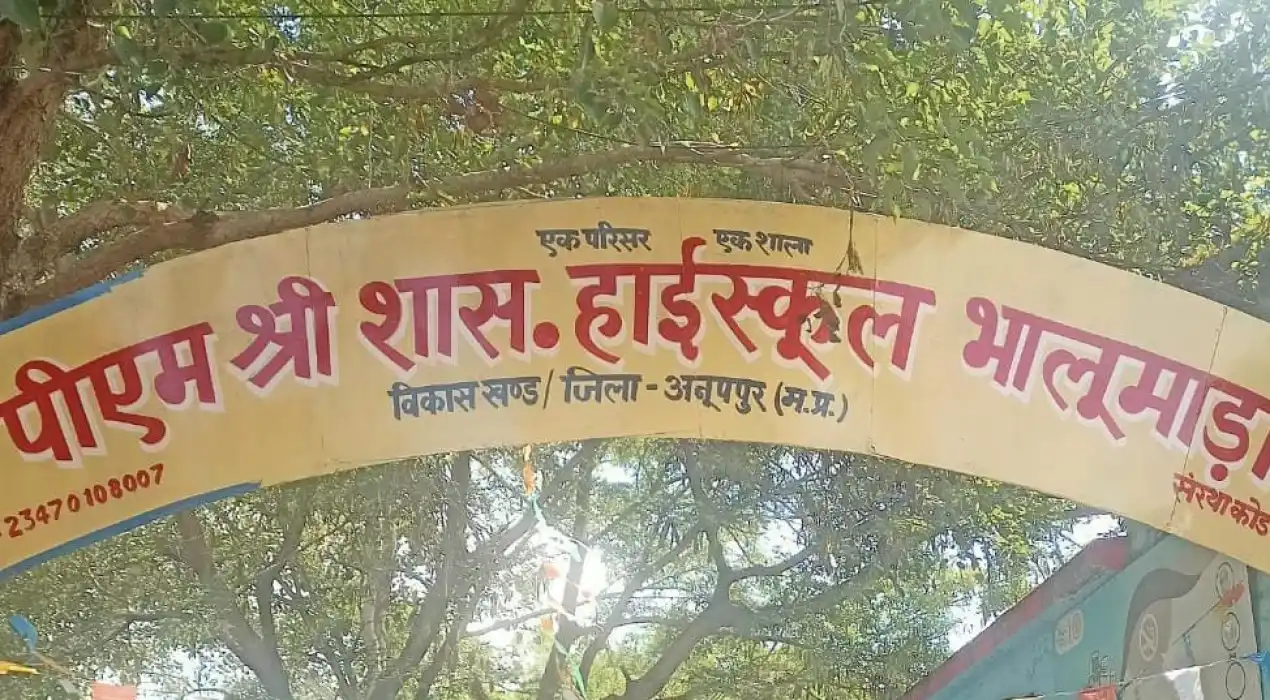 एक परिसर एक शाला
पीएम श्री शास. हाईस्कूल भालूमाड़ा
विकास खण्ड / जिला - अनूपपुर (म.प्र.)
23470108007
संस्था कोड